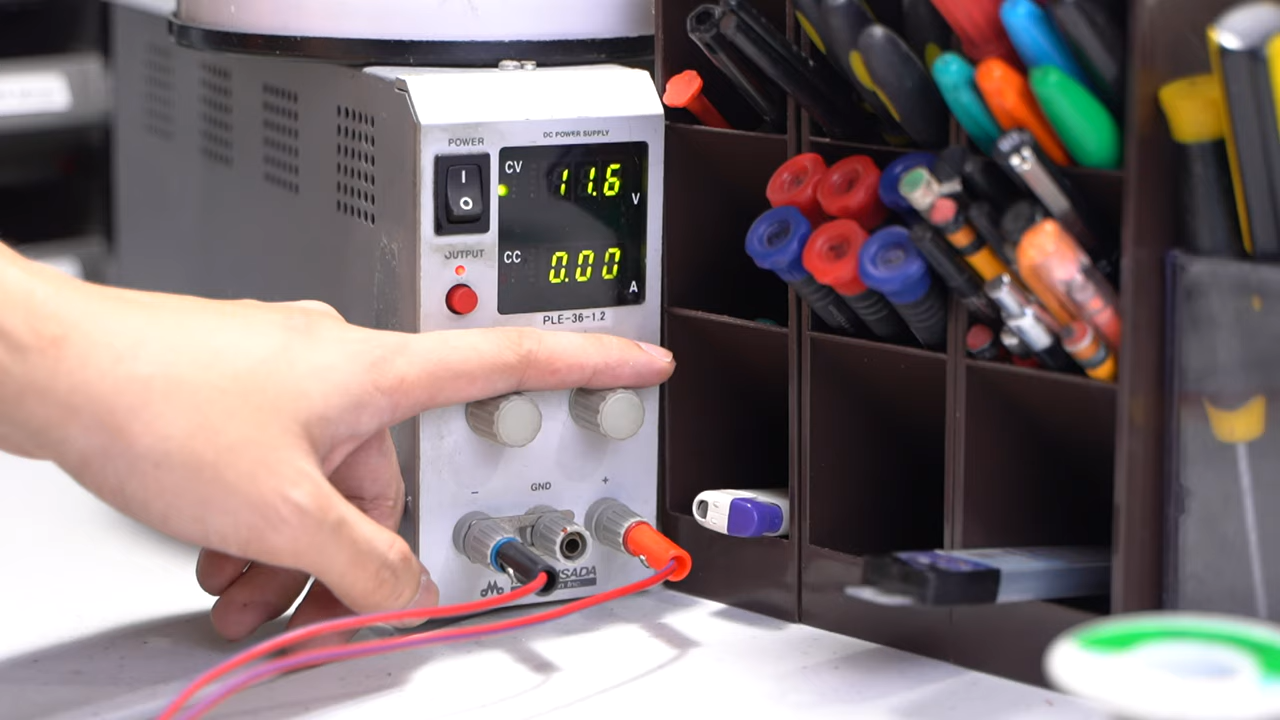 POWER
DC POWER SUPPLY
CV
11.6
V
OUTPUT
CC
0.00
A
PLE-36-1.2
−
GND
+